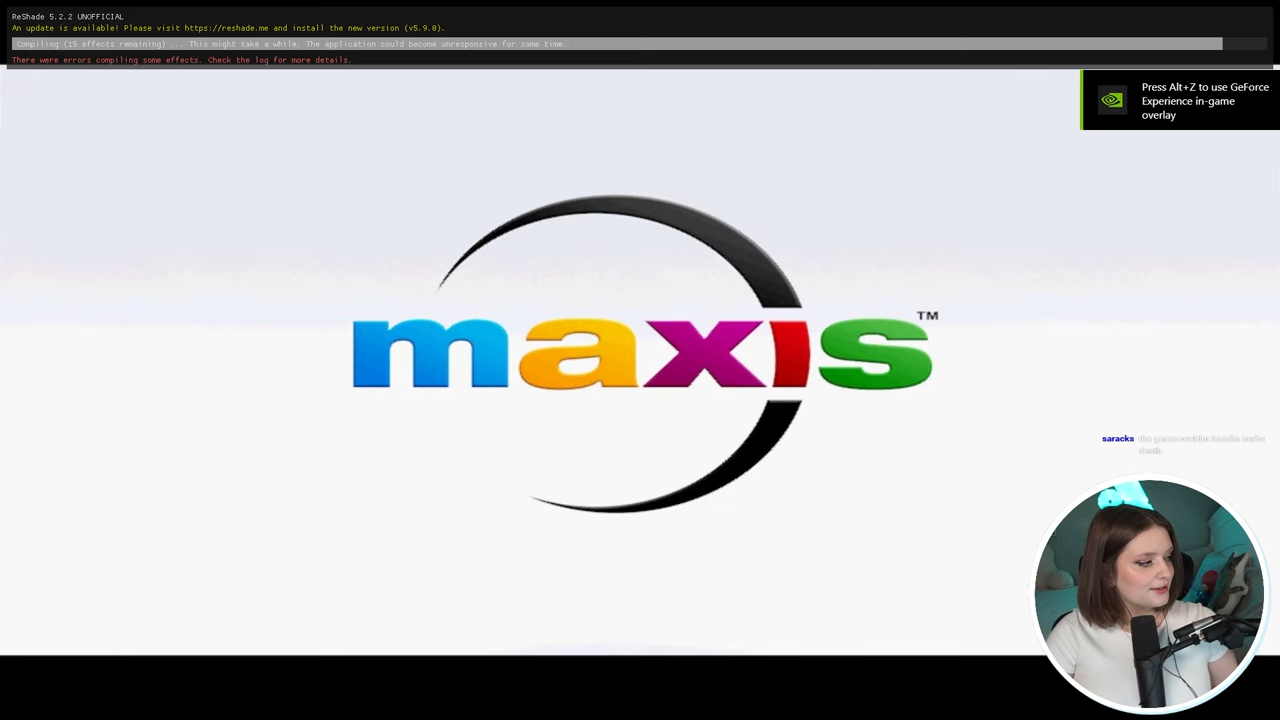 ReShade 5.2.2 UNOFFICIAL
An update is available! Please visit https://reshade.me and install the new version (v5.9.0).
Compiling (15 effects remaining) ... This might take a while. The application could become unresponsive for some time.
There were errors compiling some effects. Check the log for more details.
Press Alt+Z to use GeForce
Experience in-game
overlay
maxis™
saracks the game